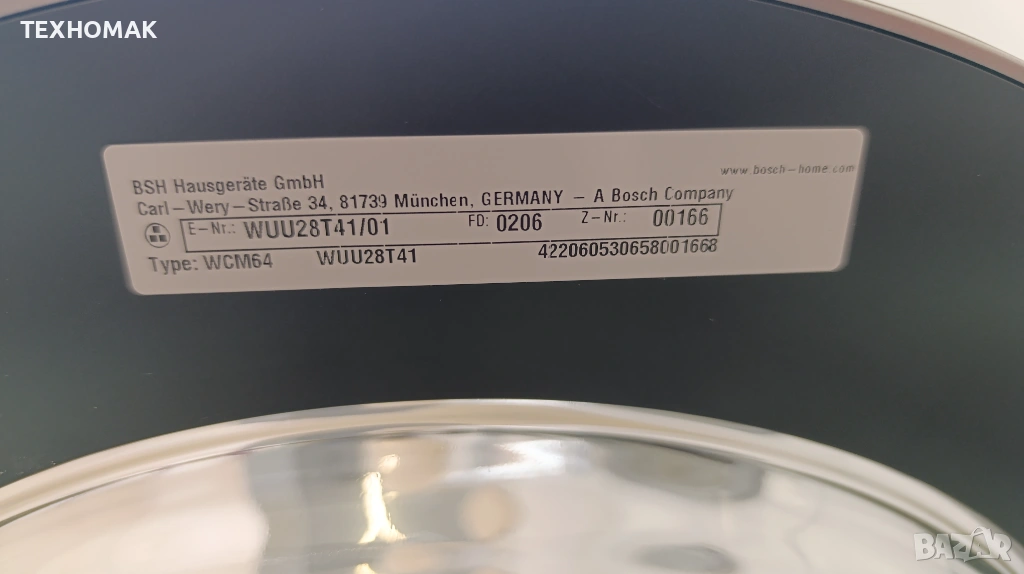 ТЕХНОМАК
www.bosch-home.com
BSH Hausgeräte GmbH
Carl-Wery-Straße 34, 81739 München, GERMANY - A Bosch Company
E-Nr.: WUU28T41/01 FD: 0206 Z-Nr.: 00166
Type: WCM64 WUU28T41 422060530658001668
BAZAR